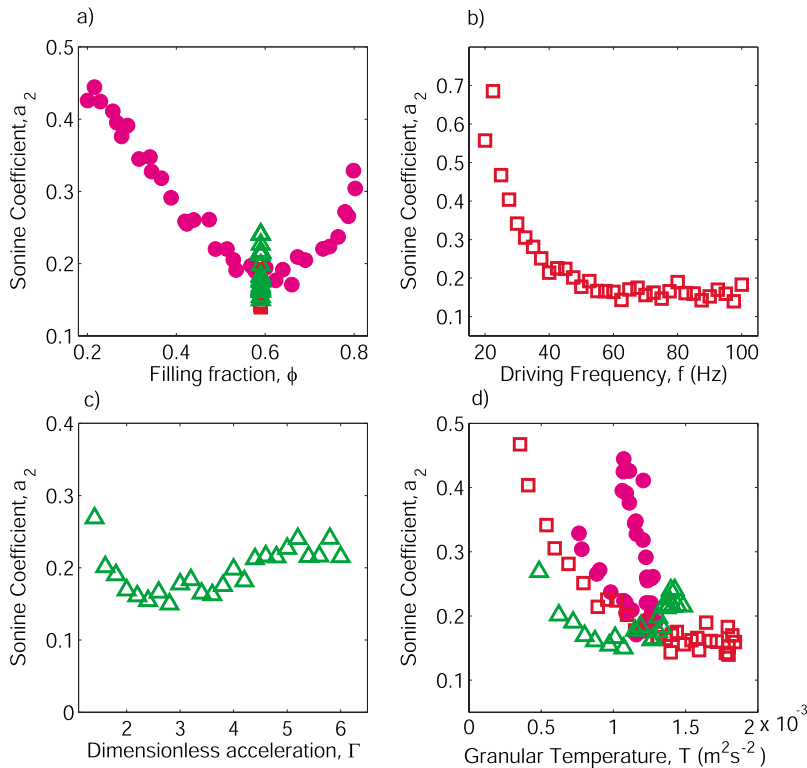 a)
Sonine Coefficient, a₂
0.5
0.4
0.3
0.2
0.1
0.2 0.4 0.6 0.8
Filling fraction, ϕ
b)
Sonine Coefficient, a₂
0.7
0.6
0.5
0.4
0.3
0.2
0.1
20 40 60 80 100
Driving Frequency, f (Hz)
c)
Sonine Coefficient, a₂
0.4
0.3
0.2
0.1
0
2 3 4 5 6
Dimensionless acceleration, Γ
d)
Sonine Coefficient, a₂
0.5
0.4
0.3
0.2
0.1
0 0.5 1 1.5 2 x 10⁻³
Granular Temperature, T (m²s⁻²)